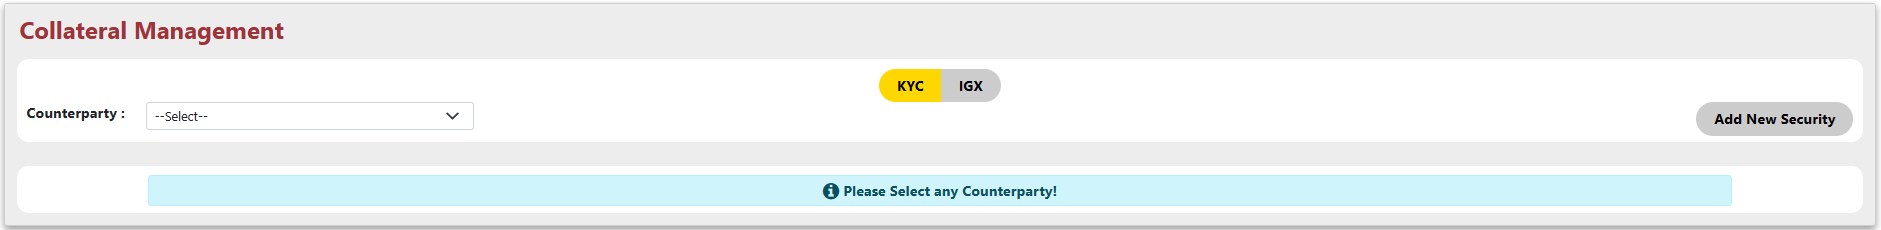 Collateral Management
KYC IGX
Counterparty : --Select--
Add New Security
Please Select any Counterparty!